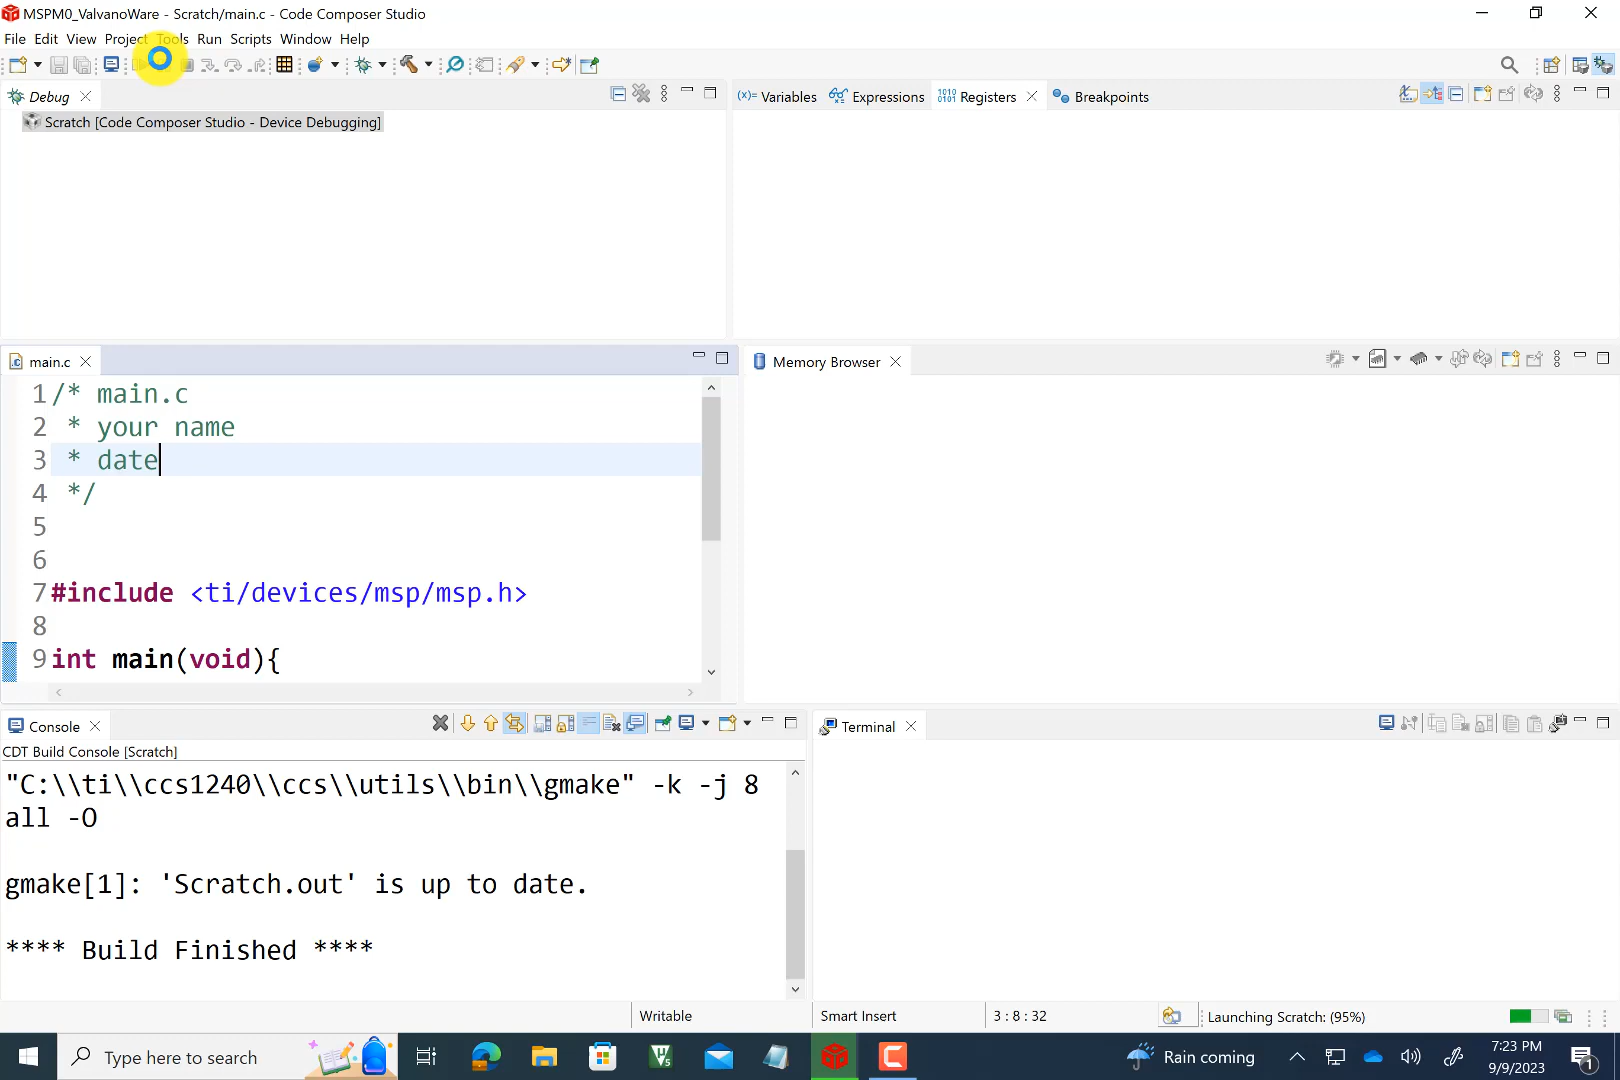 MSPM0_ValvanoWare - Scratch/main.c - Code Composer Studio
File Edit View Project Tools Run Scripts Window Help
Debug
(x)= Variables Expressions 1010 0101 Registers Breakpoints
Scratch [Code Composer Studio - Device Debugging]
main.c
Memory Browser
1 /* main.c
2 * your name
3 * date
4 */
5
6
7 #include <ti/devices/msp/msp.h>
8
9 int main(void){
Console
Terminal
CDT Build Console [Scratch]
"C:\\ti\\ccs1240\\ccs\\utils\\bin\\gmake" -k -j 8
all -O
gmake[1]: 'Scratch.out' is up to date.
**** Build Finished ****
Writable Smart Insert 3 : 8 : 32 Launching Scratch: (95%)
Type here to search
Rain coming
7:23 PM
9/9/2023
1